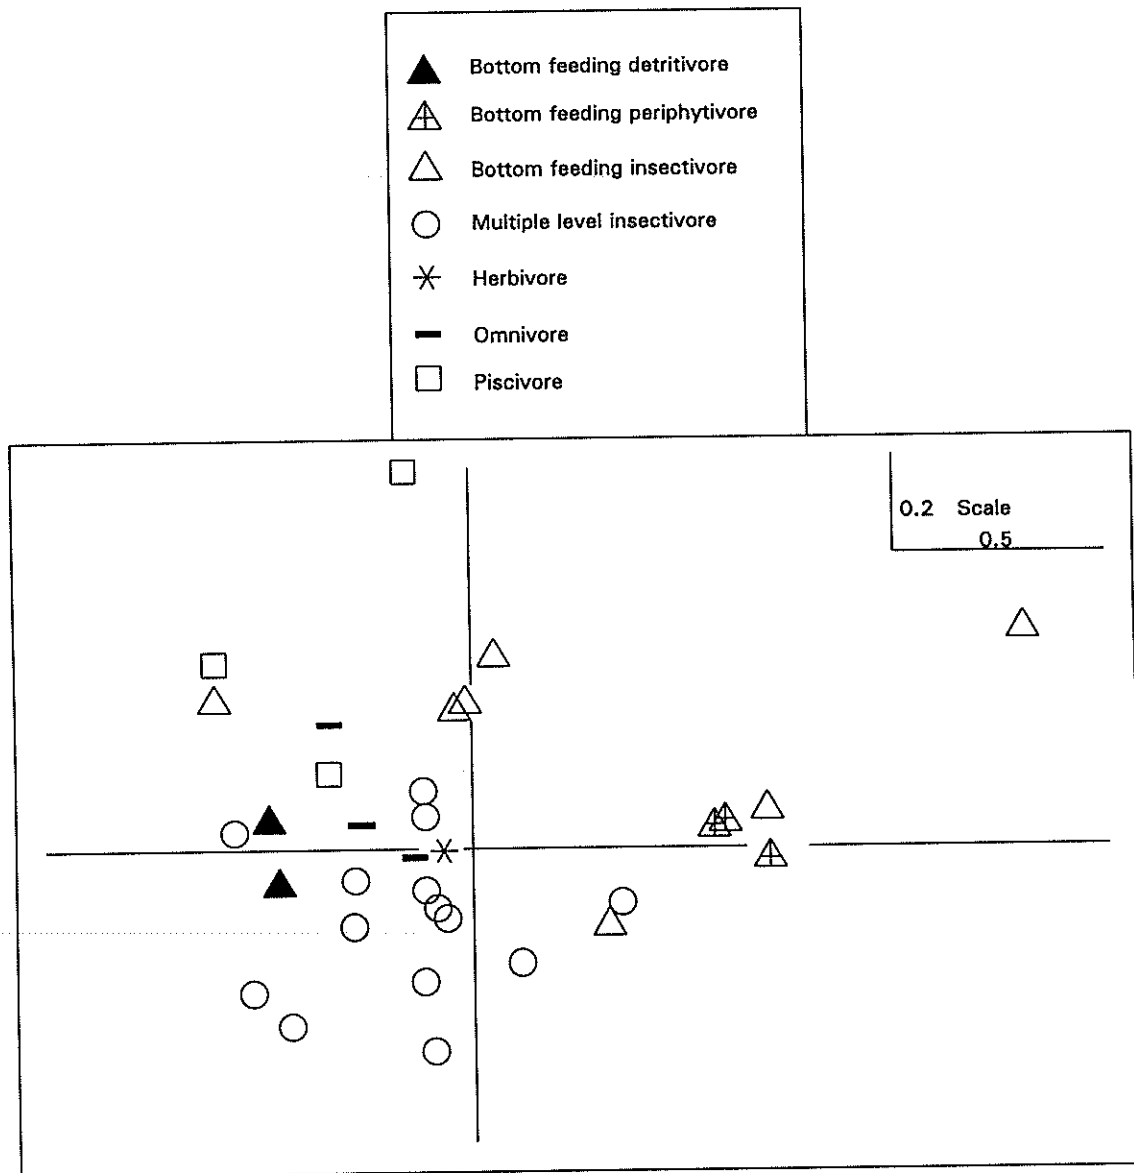 Bottom feeding detritivore
Bottom feeding periphytivore
Bottom feeding insectivore
Multiple level insectivore
Herbivore
Omnivore
Piscivore
0.2 Scale
0.5